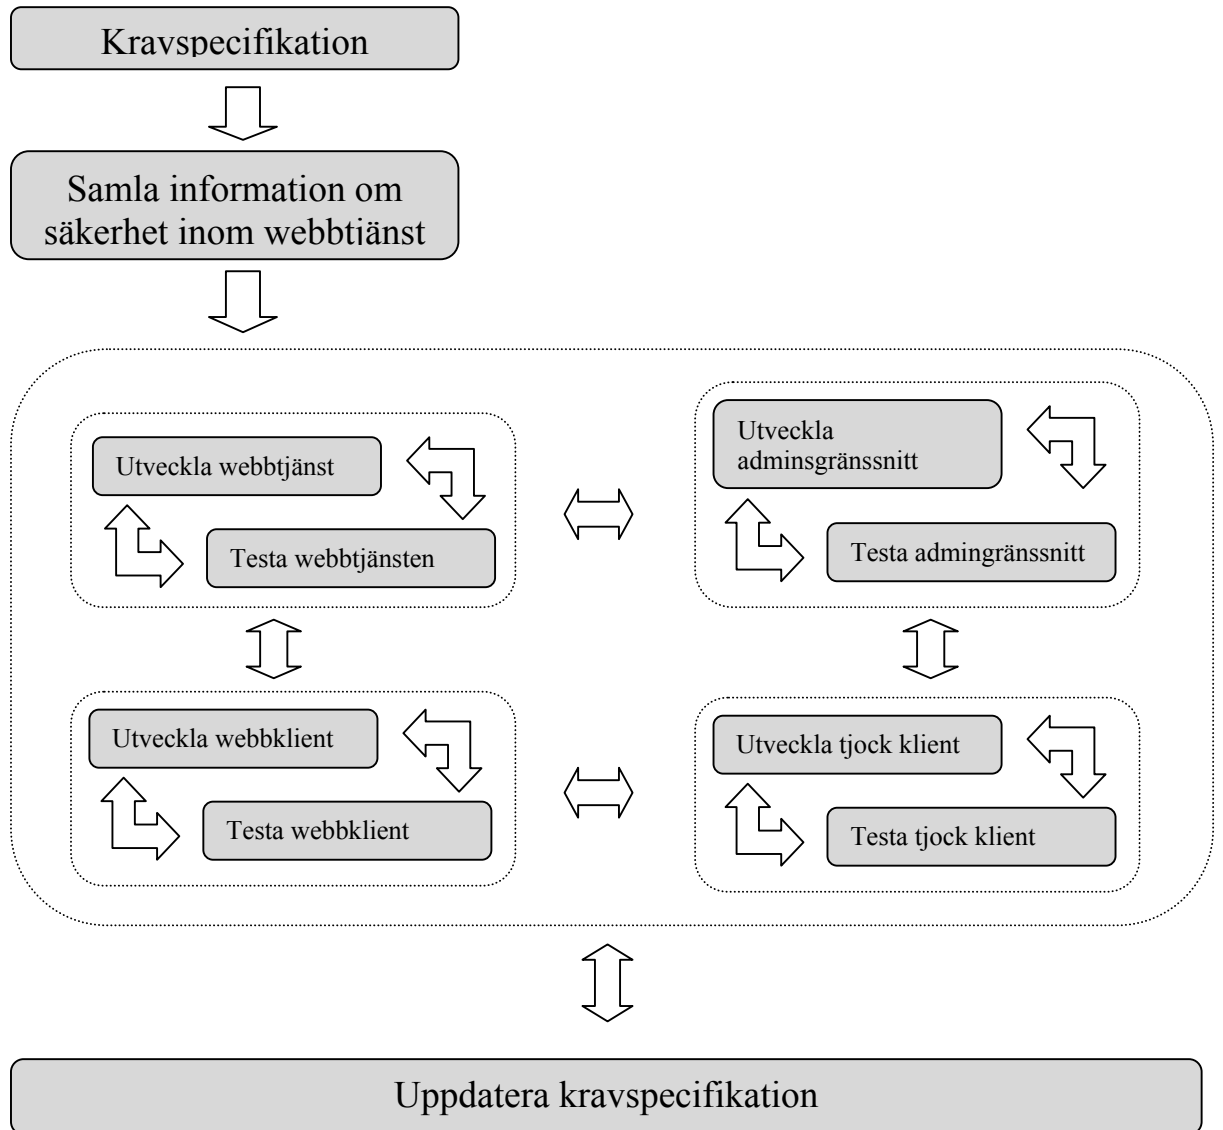 Kravspecifikation
Samla information om
säkerhet inom webbtjänst
Utveckla webbtjänst
Testa webbtjänsten
Utveckla
adminsgränssnitt
Testa admingränssnitt
Utveckla webbklient
Testa webbklient
Utveckla tjock klient
Testa tjock klient
Uppdatera kravspecifikation